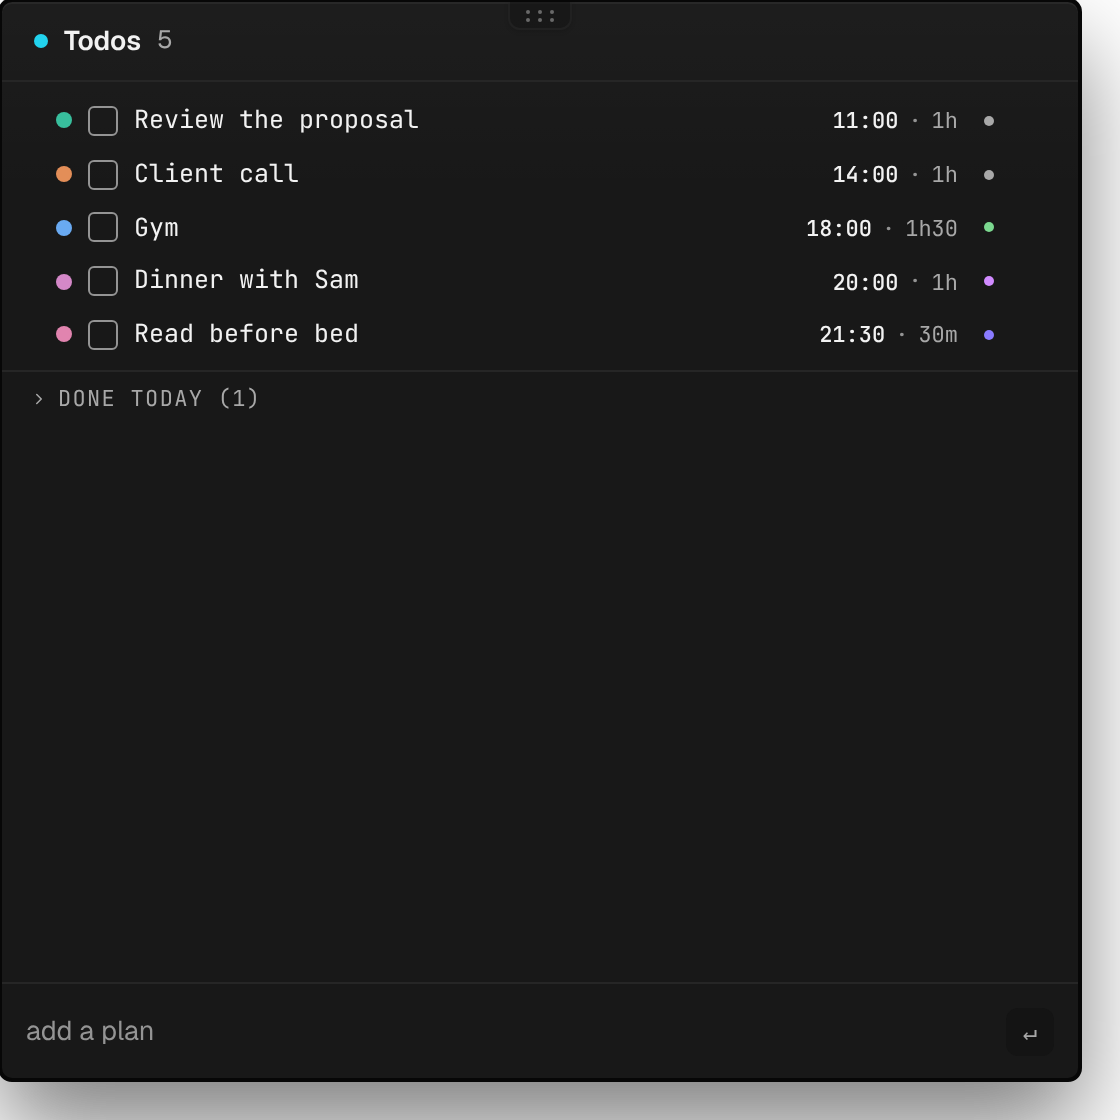 Todos 5
Review the proposal 11:00 · 1h
Client call 14:00 · 1h
Gym 18:00 · 1h30
Dinner with Sam 20:00 · 1h
Read before bed 21:30 · 30m
› DONE TODAY (1)
add a plan ↵